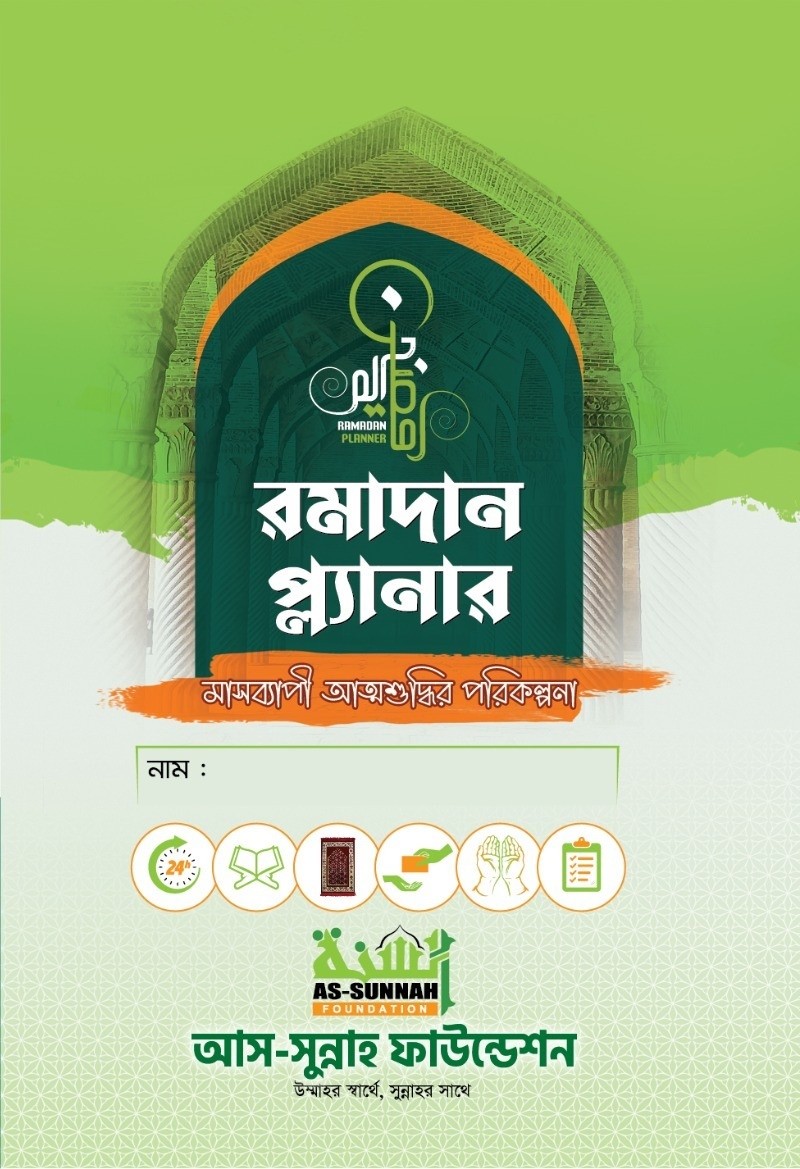 رمضان
RAMADAN
PLANNER
রমাদান
প্ল্যানার
মাসব্যাপী আত্মশুদ্ধির পরিকল্পনা
নাম :
24h
السنة
AS-SUNNAH
FOUNDATION
আস-সুন্নাহ ফাউন্ডেশন
উম্মাহর স্বার্থে, সুন্নাহর সাথে